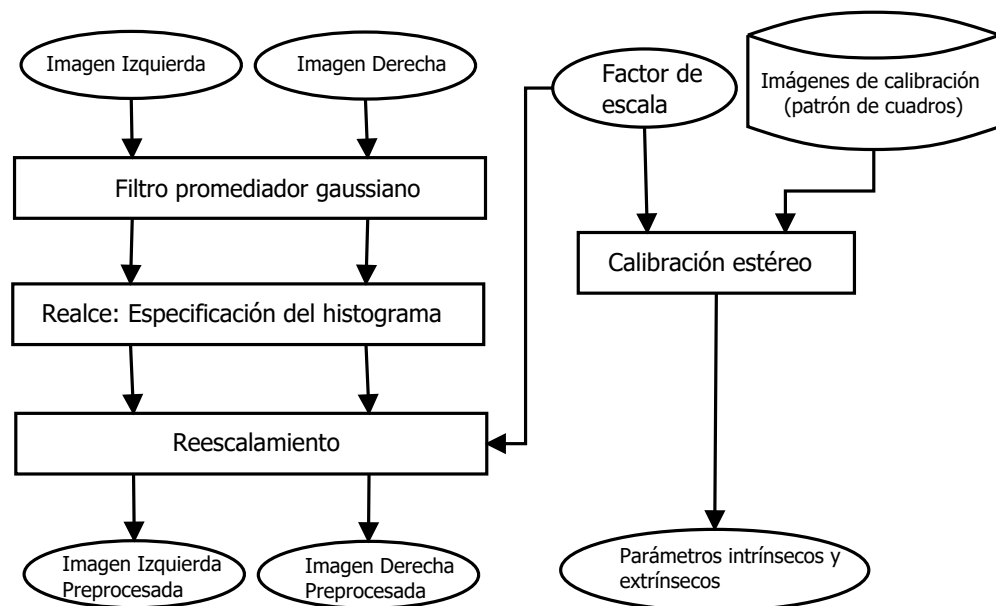 Imagen Izquierda
Imagen Derecha
Factor de
escala
Imágenes de calibración
(patrón de cuadros)
Filtro promediador gaussiano
Calibración estéreo
Realce: Especificación del histograma
Reescalamiento
Imagen Izquierda
Preprocesada
Imagen Derecha
Preprocesada
Parámetros intrínsecos y
extrínsecos